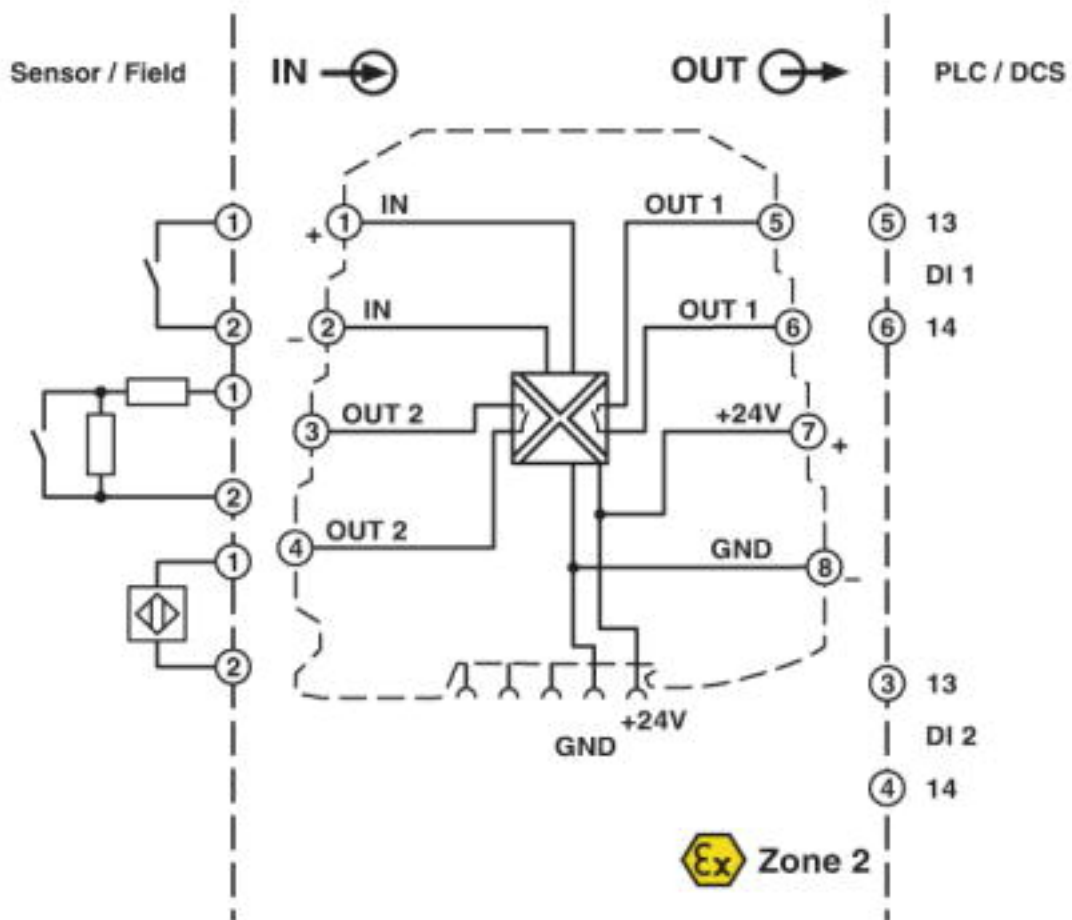 Sensor / Field IN OUT PLC / DCS
1 1 IN OUT 1 5 5 13
+
DI 1
2 2 IN OUT 1 6 6 14
–
1
3 OUT 2 +24V 7
+
2
4 OUT 2 GND 8
–
1
2
3 13
+24V
GND
DI 2
4 14
Ex Zone 2